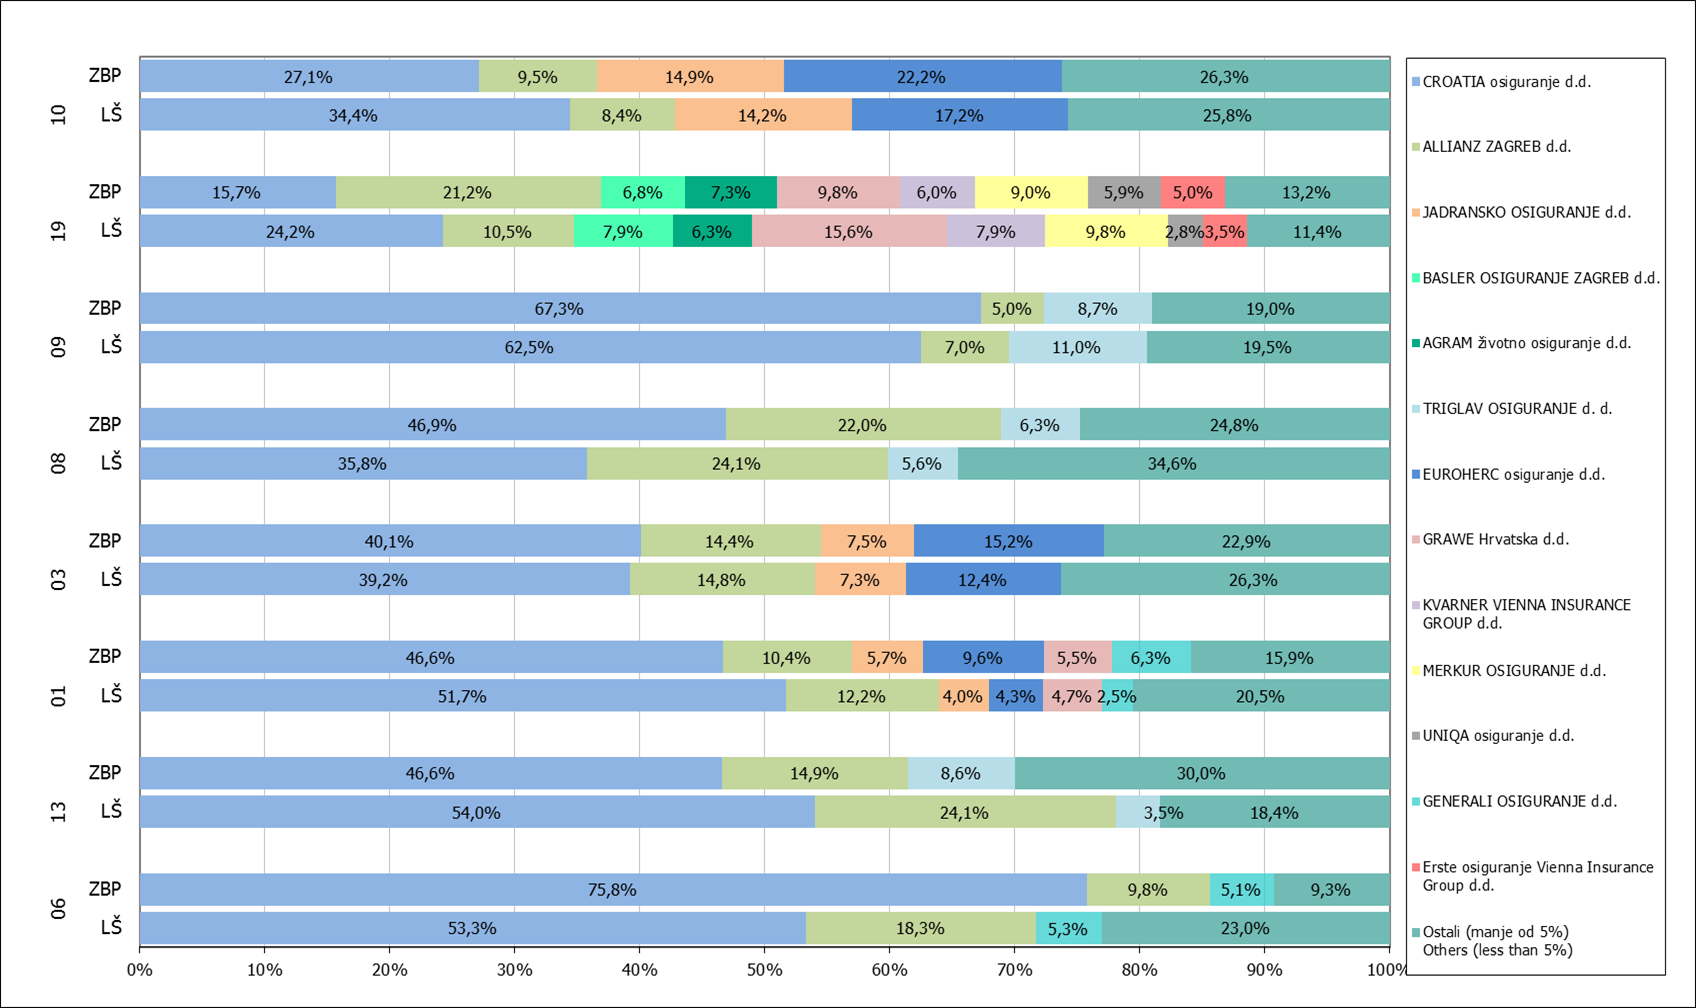 10
ZBP 27,1% 9,5% 14,9% 22,2% 26,3%
LŠ 34,4% 8,4% 14,2% 17,2% 25,8%
19
ZBP 15,7% 21,2% 6,8% 7,3% 9,8% 6,0% 9,0% 5,9% 5,0% 13,2%
LŠ 24,2% 10,5% 7,9% 6,3% 15,6% 7,9% 9,8% 2,8% 3,5% 11,4%
09
ZBP 67,3% 5,0% 8,7% 19,0%
LŠ 62,5% 7,0% 11,0% 19,5%
08
ZBP 46,9% 22,0% 6,3% 24,8%
LŠ 35,8% 24,1% 5,6% 34,6%
03
ZBP 40,1% 14,4% 7,5% 15,2% 22,9%
LŠ 39,2% 14,8% 7,3% 12,4% 26,3%
01
ZBP 46,6% 10,4% 5,7% 9,6% 5,5% 6,3% 15,9%
LŠ 51,7% 12,2% 4,0% 4,3% 4,7% 2,5% 20,5%
13
ZBP 46,6% 14,9% 8,6% 30,0%
LŠ 54,0% 24,1% 3,5% 18,4%
06
ZBP 75,8% 9,8% 5,1% 9,3%
LŠ 53,3% 18,3% 5,3% 23,0%
0% 10% 20% 30% 40% 50% 60% 70% 80% 90% 100%
CROATIA osiguranje d.d.
ALLIANZ ZAGREB d.d.
JADRANSKO OSIGURANJE d.d.
BASLER OSIGURANJE ZAGREB d.d.
AGRAM životno osiguranje d.d.
TRIGLAV OSIGURANJE d. d.
EUROHERC osiguranje d.d.
GRAWE Hrvatska d.d.
KVARNER VIENNA INSURANCE
GROUP d.d.
MERKUR OSIGURANJE d.d.
UNIQA osiguranje d.d.
GENERALI OSIGURANJE d.d.
Erste osiguranje Vienna Insurance
Group d.d.
Ostali (manje od 5%)
Others (less than 5%)